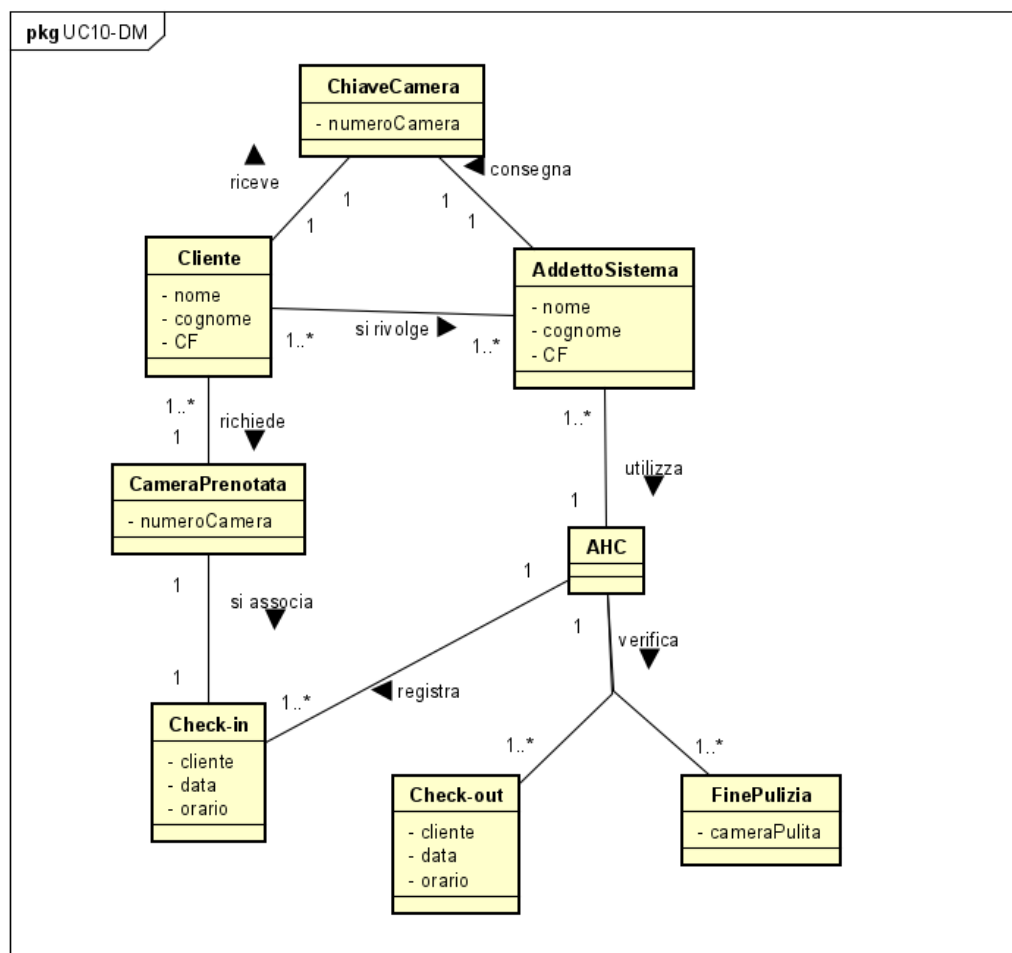 pkg UC10-DM
ChiaveCamera
- numeroCamera
riceve
consegna
1
1
1
1
Cliente
- nome
- cognome
- CF
AddettoSistema
- nome
- cognome
- CF
si rivolge
1..*
1..*
1..*
richiede
1
1..*
utilizza
1
CameraPrenotata
- numeroCamera
AHC
1
si associa
1
1
registra
1..*
1
verifica
1..*
1..*
Check-in
- cliente
- data
- orario
Check-out
- cliente
- data
- orario
FinePulizia
- cameraPulita